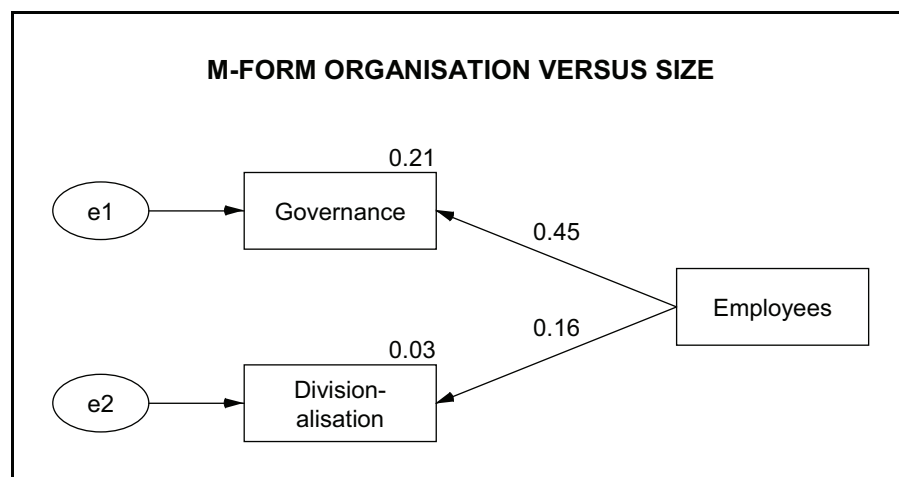 M-FORM ORGANISATION VERSUS SIZE
0.21
e1
Governance
0.45
Employees
0.16
0.03
e2
Division-
alisation